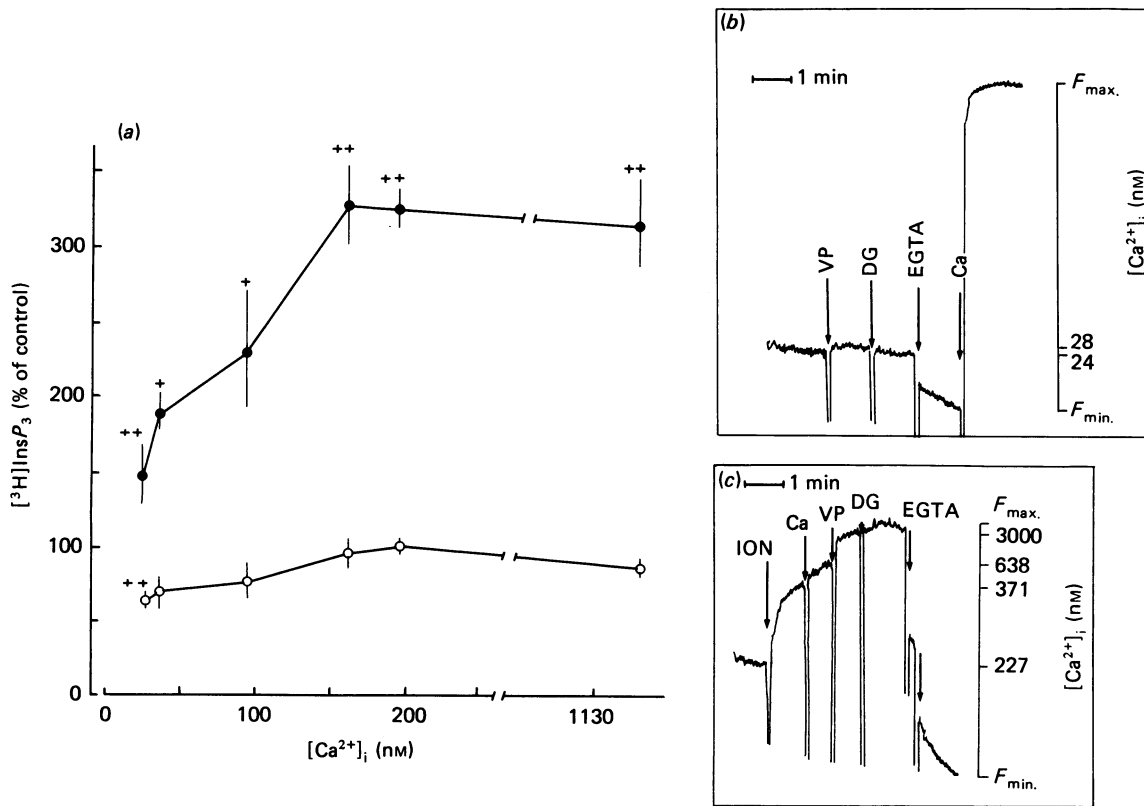 (a)
++
++
++
+
+
++
++
300
200
100
0
[³H]InsP₃ (% of control)
0
100
200
1130
[Ca²⁺]ᵢ (nM)
(b)
1 min
VP
DG
EGTA
Ca
Fmax.
28
24
Fmin.
[Ca²⁺]ᵢ (nM)
(c)
1 min
ION
Ca
VP
DG
EGTA
Fmax.
3000
638
371
227
Fmin.
[Ca²⁺]ᵢ (nM)